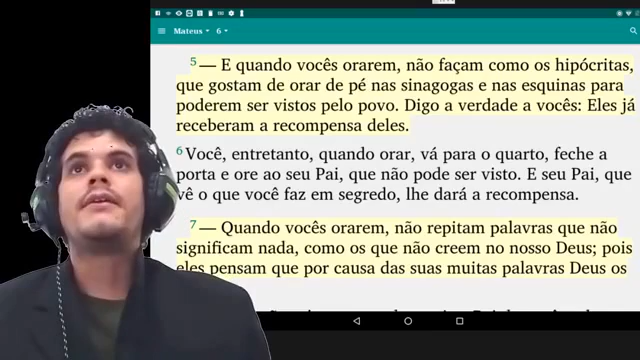 Mateus 6
5 — E quando vocês orarem, não façam como os hipócritas,
que gostam de orar de pé nas sinagogas e nas esquinas para
poderem ser vistos pelo povo. Digo a verdade a vocês: Eles já
receberam a recompensa deles.
6 Você, entretanto, quando orar, vá para o quarto, feche a
porta e ore ao seu Pai, que não pode ser visto. E seu Pai, que
vê o que você faz em segredo, lhe dará a recompensa.
7 — Quando vocês orarem, não repitam palavras que não
significam nada, como os que não creem no nosso Deus; pois
eles pensam que por causa das suas muitas palavras Deus os